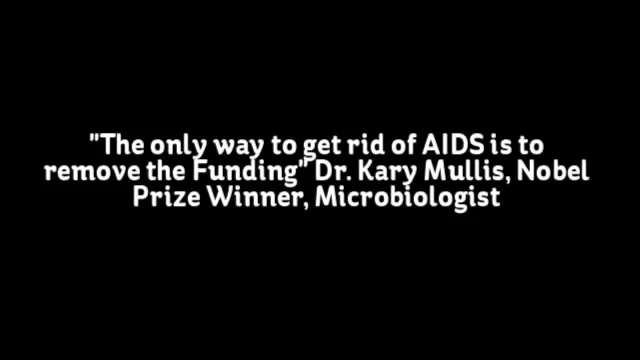 "The only way to get rid of AIDS is to
remove the Funding" Dr. Kary Mullis, Nobel
Prize Winner, Microbiologist